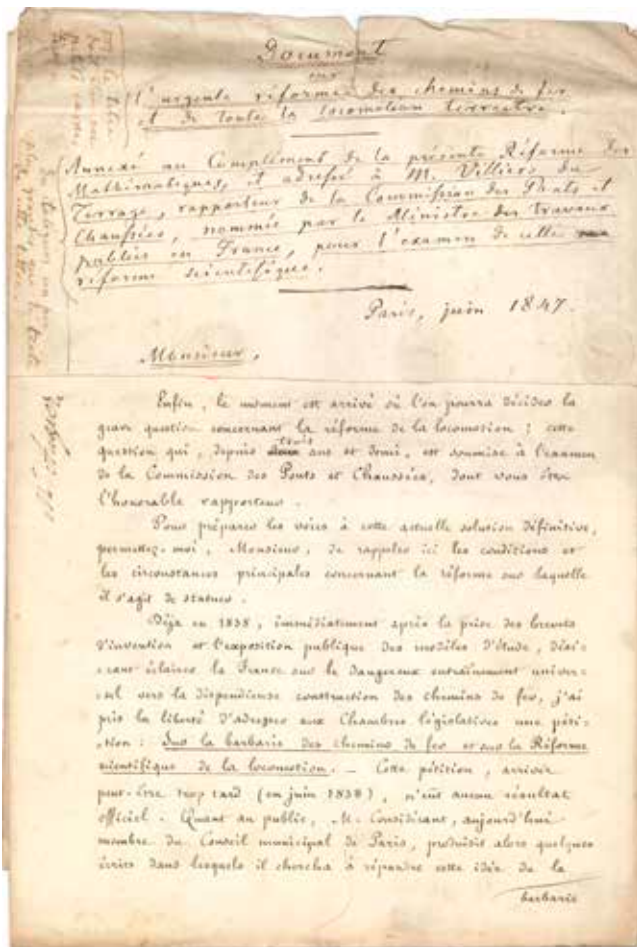 Document
sur
l'urgente réforme des chemins de fer
et de toute la locomotion terrestre.
Annexé au Complément de la présente Réforme des
Mathématiques, et adressé à M. Villiers du
Terrage, rapporteur de la Commission des Ponts et
Chaussées, nommée par le Ministre des Travaux
publics en France, pour l'examen de cette
réforme scientifique.
Paris, juin 1847.
Monsieur,
Enfin, le moment est arrivé où l'on pourra décider la
grave question concernant la réforme de la locomotion ; cette
question qui, depuis trois ans et demi, est soumise à l'examen
de la Commission des Ponts et Chaussées, dont vous êtes
l'honorable rapporteur.
Pour préparer les voies à cette actuelle solution définitive,
permettez-moi, Monsieur, de rappeler ici les conditions et
les circonstances principales concernant la réforme sur laquelle
il s'agit de statuer.
Déjà en 1838, immédiatement après la prise des brevets
d'invention et l'exposition publique des modèles d'étude, dési-
-rant éclairer la France sur le dangereux entraînement univer-
-sel vers la dispendieuse construction des chemins de fer, j'ai
pris la liberté d'adresser aux Chambres législatives une péti-
-tion : Sur la barbarie des chemins de fer et sur la Réforme
scientifique de la locomotion. — Cette pétition, arrivée
peut-être trop tard (en juin 1838), n'eut aucun résultat
officiel. Quant au public, M. Considérant, aujourd'hui
membre du Conseil municipal de Paris, produisit alors quelques
écrits dans lesquels il chercha à répandre cette idée de la
barbarie